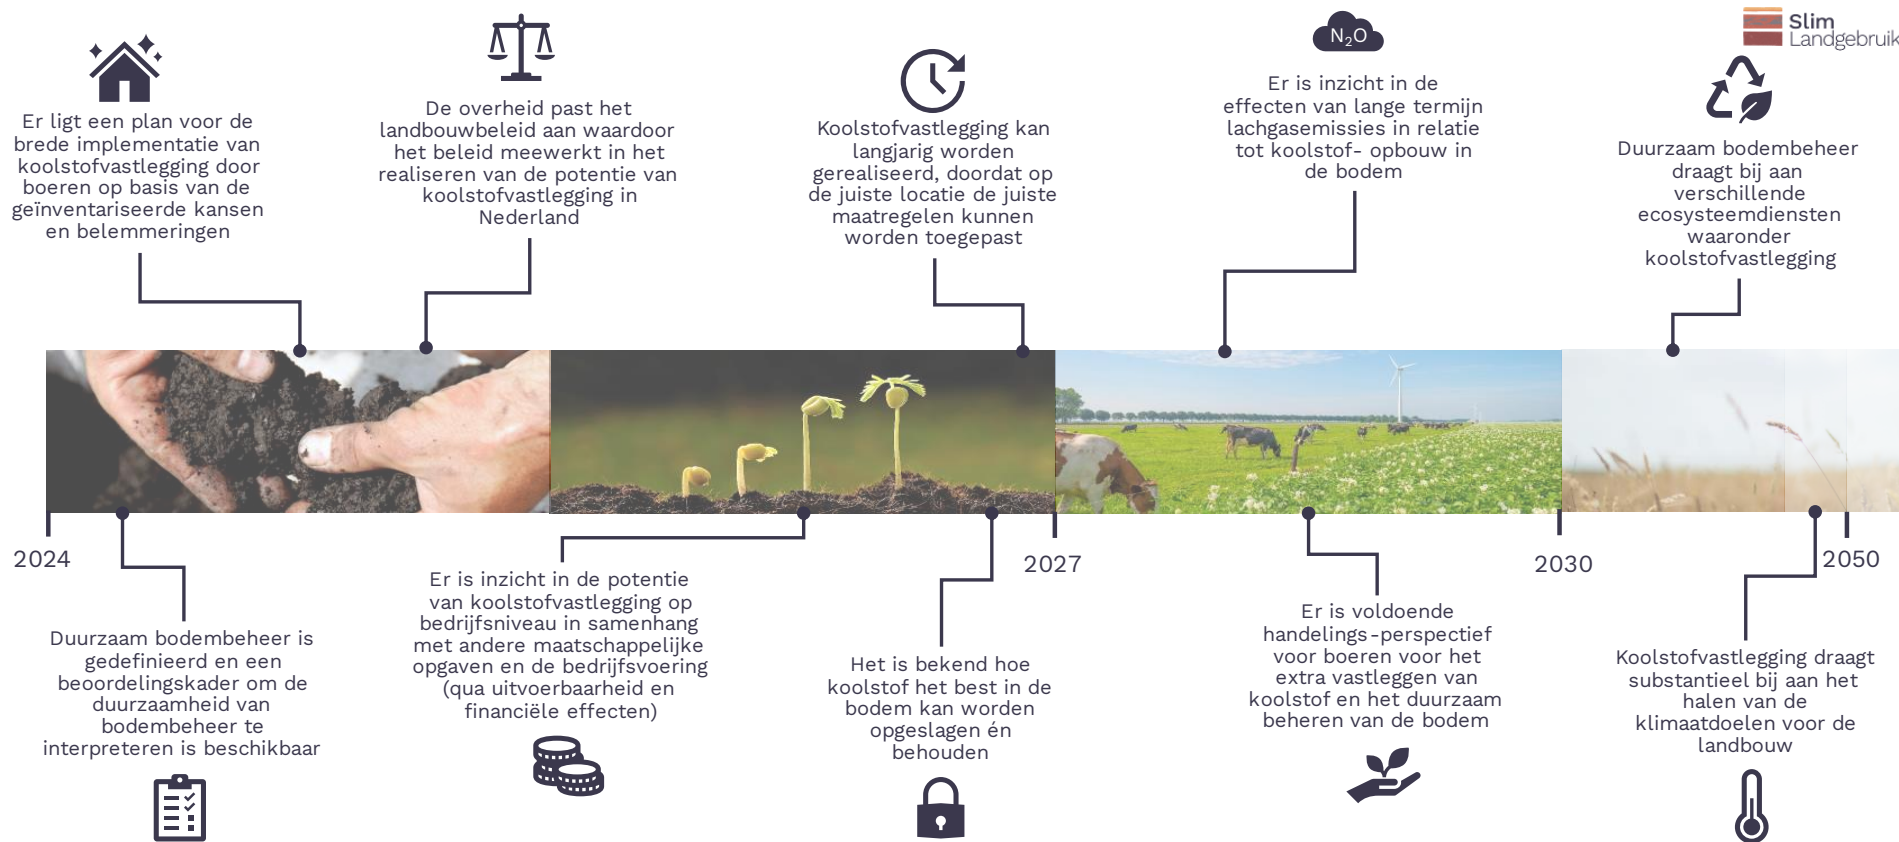 Slim
Landgebruik
Er ligt een plan voor de
brede implementatie van
koolstofvastlegging door
boeren op basis van de
geïnventariseerde kansen
en belemmeringen
De overheid past het
landbouwbeleid aan waardoor
het beleid meewerkt in het
realiseren van de potentie van
koolstofvastlegging in
Nederland
Koolstofvastlegging kan
langjarig worden
gerealiseerd, doordat op
de juiste locatie de juiste
maatregelen kunnen
worden toegepast
N₂O
Er is inzicht in de
effecten van lange termijn
lachgasemissies in relatie
tot koolstof- opbouw in
de bodem
Duurzaam bodembeheer
draagt bij aan
verschillende
ecosysteemdiensten
waaronder
koolstofvastlegging
2024
2027
2030
2050
Duurzaam bodembeheer is
gedefinieerd en een
beoordelingskader om de
duurzaamheid van
bodembeheer te
interpreteren is beschikbaar
Er is inzicht in de potentie
van koolstofvastlegging op
bedrijfsniveau in samenhang
met andere maatschappelijke
opgaven en de bedrijfsvoering
(qua uitvoerbaarheid en
financiële effecten)
Het is bekend hoe
koolstof het best in de
bodem kan worden
opgeslagen én
behouden
Er is voldoende
handelings-perspectief
voor boeren voor het
extra vastleggen van
koolstof en het duurzaam
beheren van de bodem
Koolstofvastlegging draagt
substantieel bij aan het
halen van de
klimaatdoelen voor de
landbouw